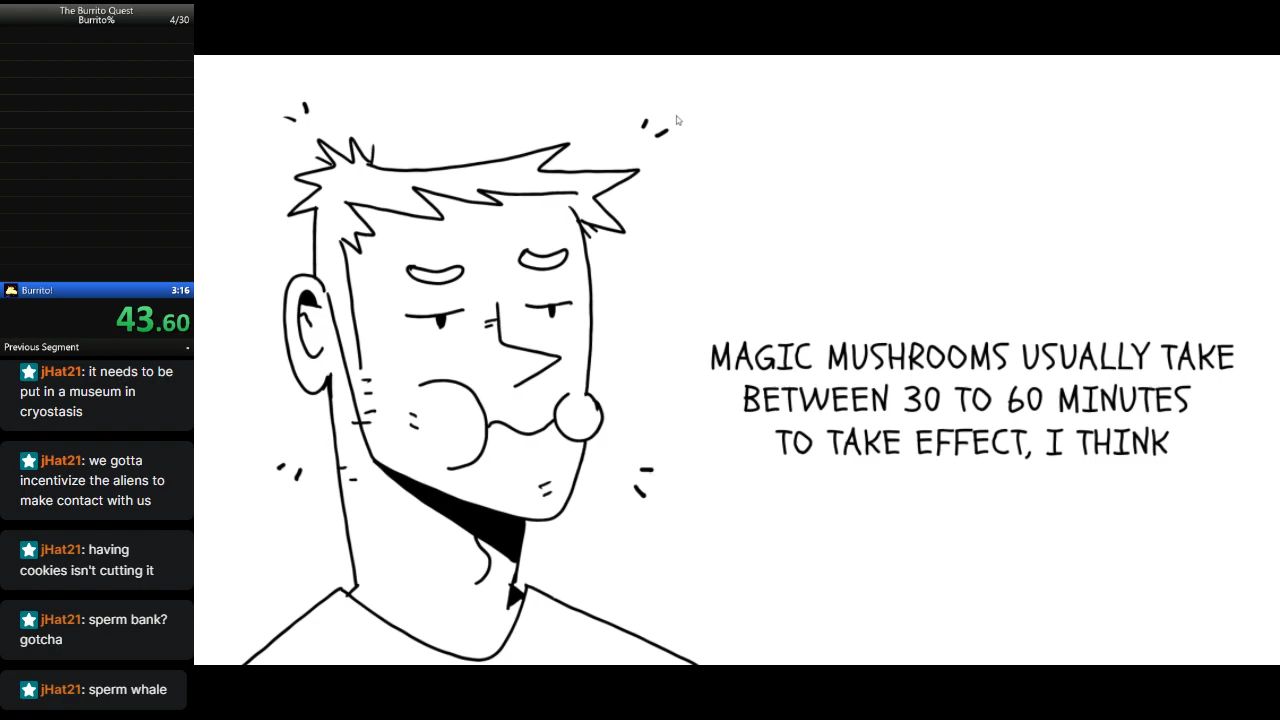 The Burrito Quest
Burrito%
4/30
Burrito!
3:16
43.60
Previous Segment
-
jHat21: it needs to be
put in a museum in
cryostasis
jHat21: we gotta
incentivize the aliens to
make contact with us
jHat21: having
cookies isn't cutting it
jHat21: sperm bank?
gotcha
jHat21: sperm whale
MAGIC MUSHROOMS USUALLY TAKE
BETWEEN 30 TO 60 MINUTES
TO TAKE EFFECT, I THINK